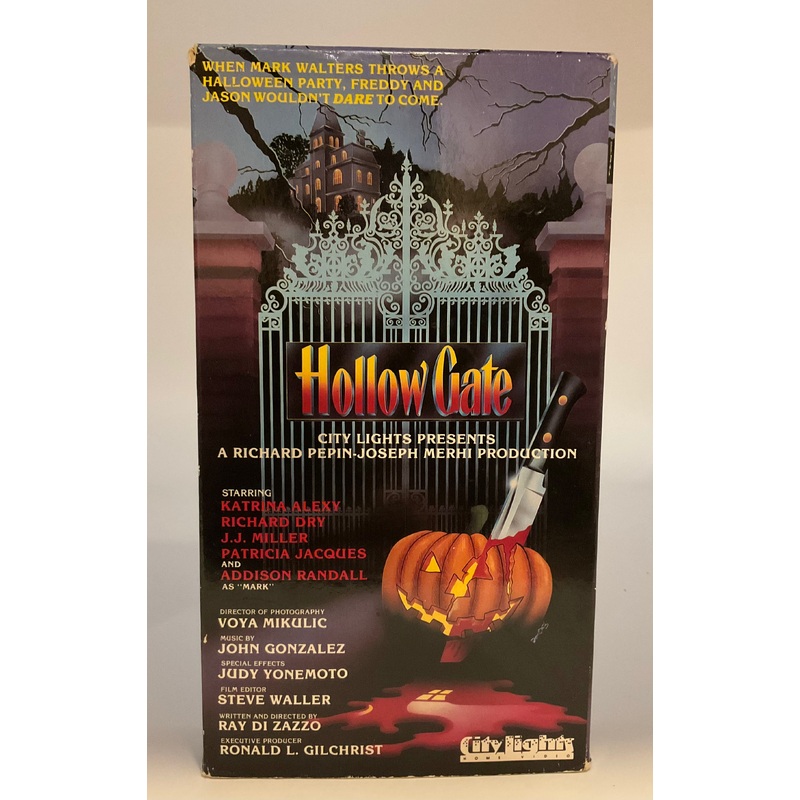 WHEN MARK WALTERS THROWS A
HALLOWEEN PARTY, FREDDY AND
JASON WOULDN'T DARE TO COME.
Hollow Gate
CITY LIGHTS PRESENTS
A RICHARD PEPIN-JOSEPH MERHI PRODUCTION
STARRING
KATRINA ALEXY
RICHARD DRY
J.J. MILLER
PATRICIA JACQUES
AND
ADDISON RANDALL
AS "MARK"
DIRECTOR OF PHOTOGRAPHY
VOYA MIKULIC
MUSIC BY
JOHN GONZALEZ
SPECIAL EFFECTS
JUDY YONEMOTO
FILM EDITOR
STEVE WALLER
WRITTEN AND DIRECTED BY
RAY DI ZAZZO
EXECUTIVE PRODUCER
RONALD L. GILCHRIST
City Lights
HOME VIDEO